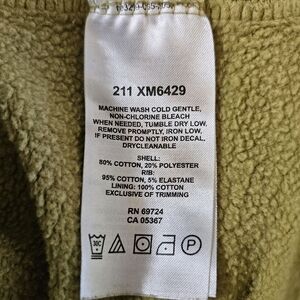 211 XM6429
MACHINE WASH COLD GENTLE,
NON-CHLORINE BLEACH
WHEN NEEDED, TUMBLE DRY LOW.
REMOVE PROMPTLY, IRON LOW,
IF PRESENT DO NOT IRON DECAL,
DRYCLEANABLE
SHELL:
80% COTTON, 20% POLYESTER
RIB:
95% COTTON, 5% ELASTANE
LINING: 100% COTTON
EXCLUSIVE OF TRIMMING
RN 69724
CA 05367
30C
P